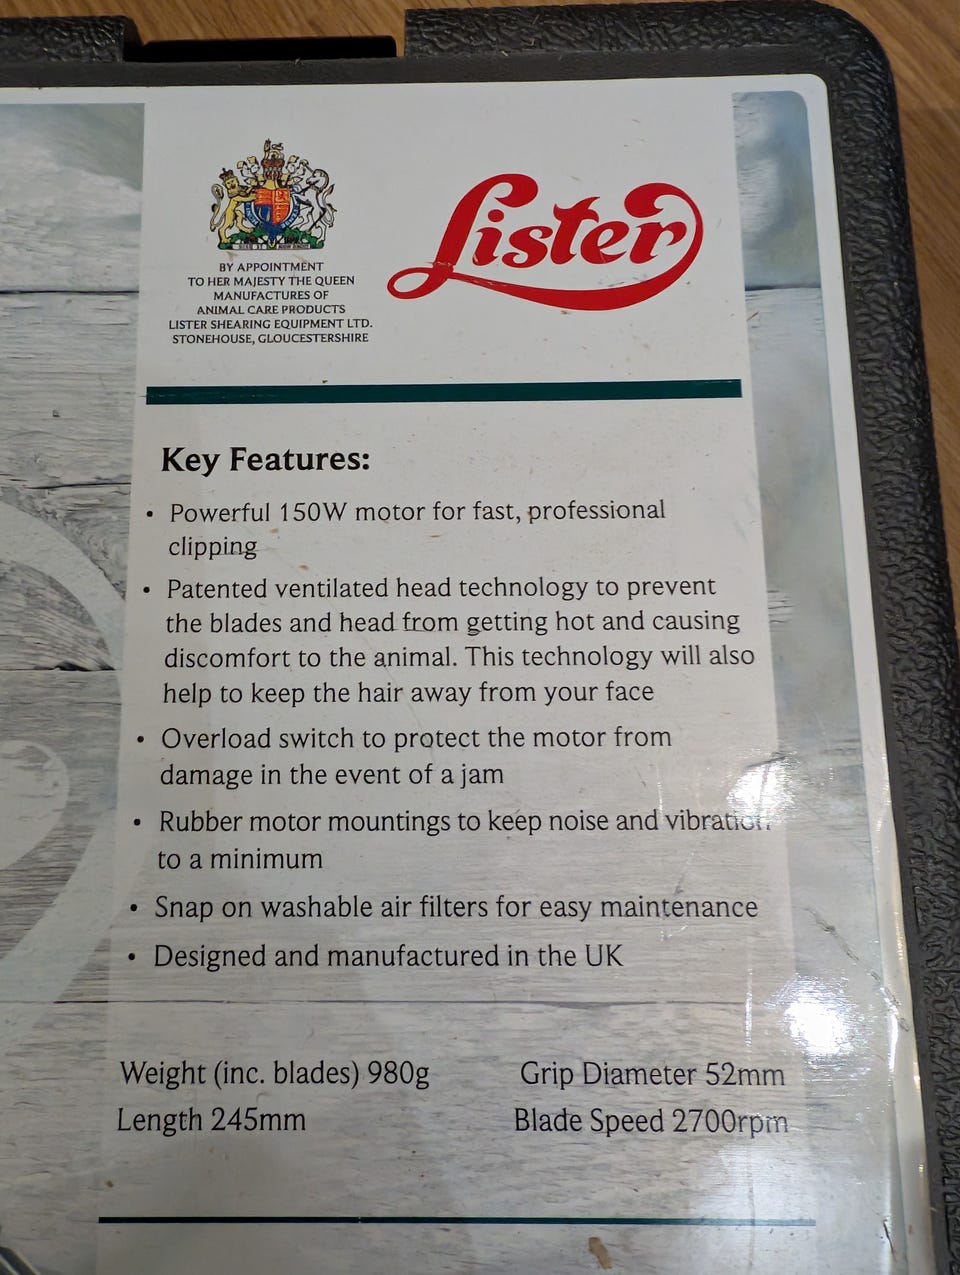 BY APPOINTMENT
TO HER MAJESTY THE QUEEN
MANUFACTURES OF
ANIMAL CARE PRODUCTS
LISTER SHEARING EQUIPMENT LTD.
STONEHOUSE, GLOUCESTERSHIRE
Lister
Key Features:
• Powerful 150W motor for fast, professional
clipping
• Patented ventilated head technology to prevent
the blades and head from getting hot and causing
discomfort to the animal. This technology will also
help to keep the hair away from your face
• Overload switch to protect the motor from
damage in the event of a jam
• Rubber motor mountings to keep noise and vibration
to a minimum
• Snap on washable air filters for easy maintenance
• Designed and manufactured in the UK
Weight (inc. blades) 980g
Grip Diameter 52mm
Length 245mm
Blade Speed 2700rpm